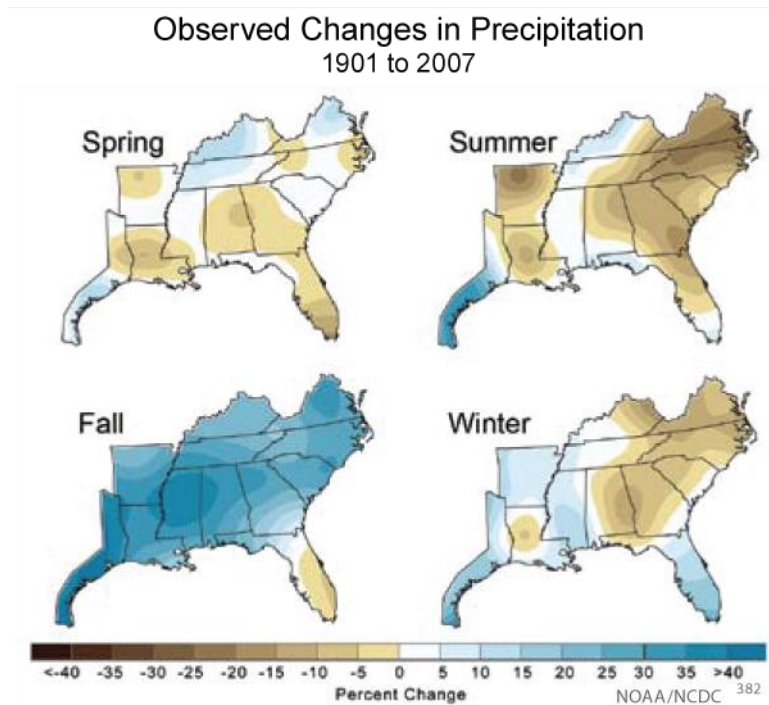 Observed Changes in Precipitation
1901 to 2007
Spring
Summer
Fall
Winter
<-40 -35 -30 -25 -20 -15 -10 -5 0 5 10 15 20 25 30 35 >40
Percent Change
NOAA/NCDC 382